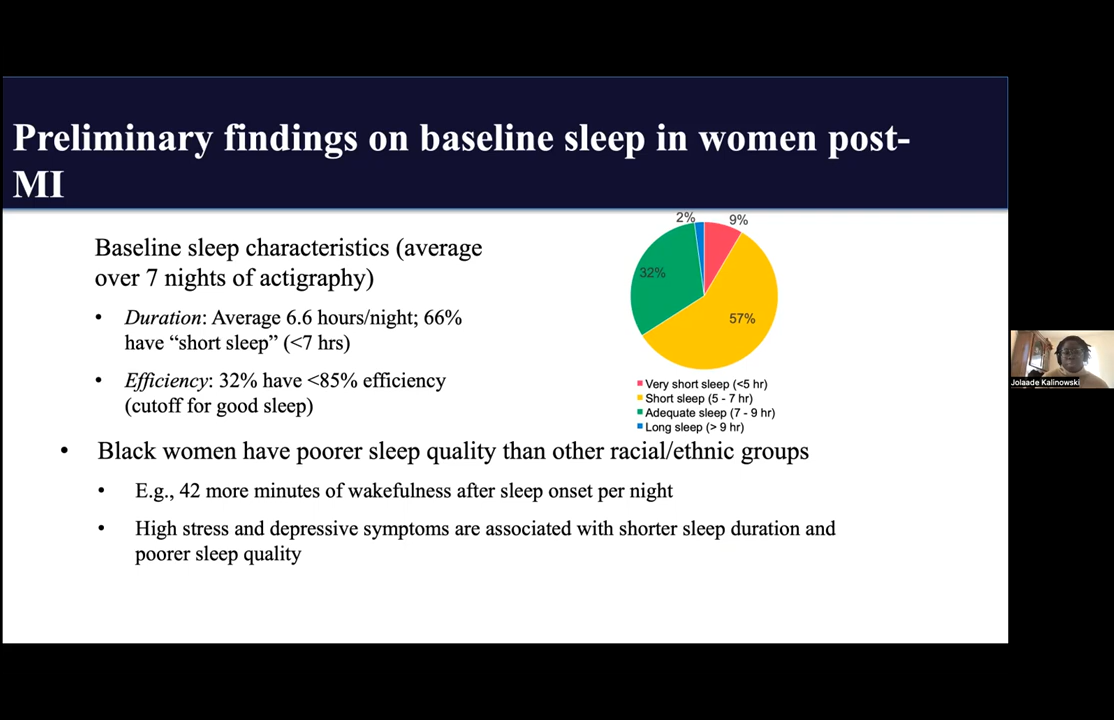 Preliminary findings on baseline sleep in women post-
MI
Baseline sleep characteristics (average
over 7 nights of actigraphy)
• Duration: Average 6.6 hours/night; 66%
have “short sleep” (<7 hrs)
• Efficiency: 32% have <85% efficiency
(cutoff for good sleep)
2%
9%
32%
57%
Very short sleep (<5 hr)
Short sleep (5 - 7 hr)
Adequate sleep (7 - 9 hr)
Long sleep (> 9 hr)
• Black women have poorer sleep quality than other racial/ethnic groups
• E.g., 42 more minutes of wakefulness after sleep onset per night
• High stress and depressive symptoms are associated with shorter sleep duration and
poorer sleep quality
Jolaade Kalinowski